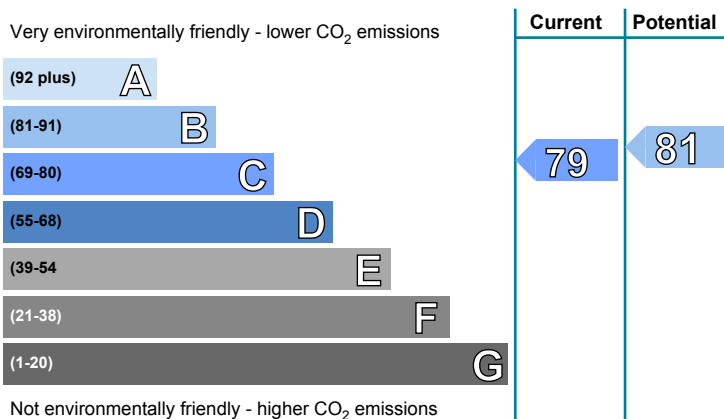 Current Potential
Very environmentally friendly - lower CO2 emissions
(92 plus) A
(81-91) B
(69-80) C
(55-68) D
(39-54 E
(21-38) F
(1-20) G
79
81
Not environmentally friendly - higher CO2 emissions